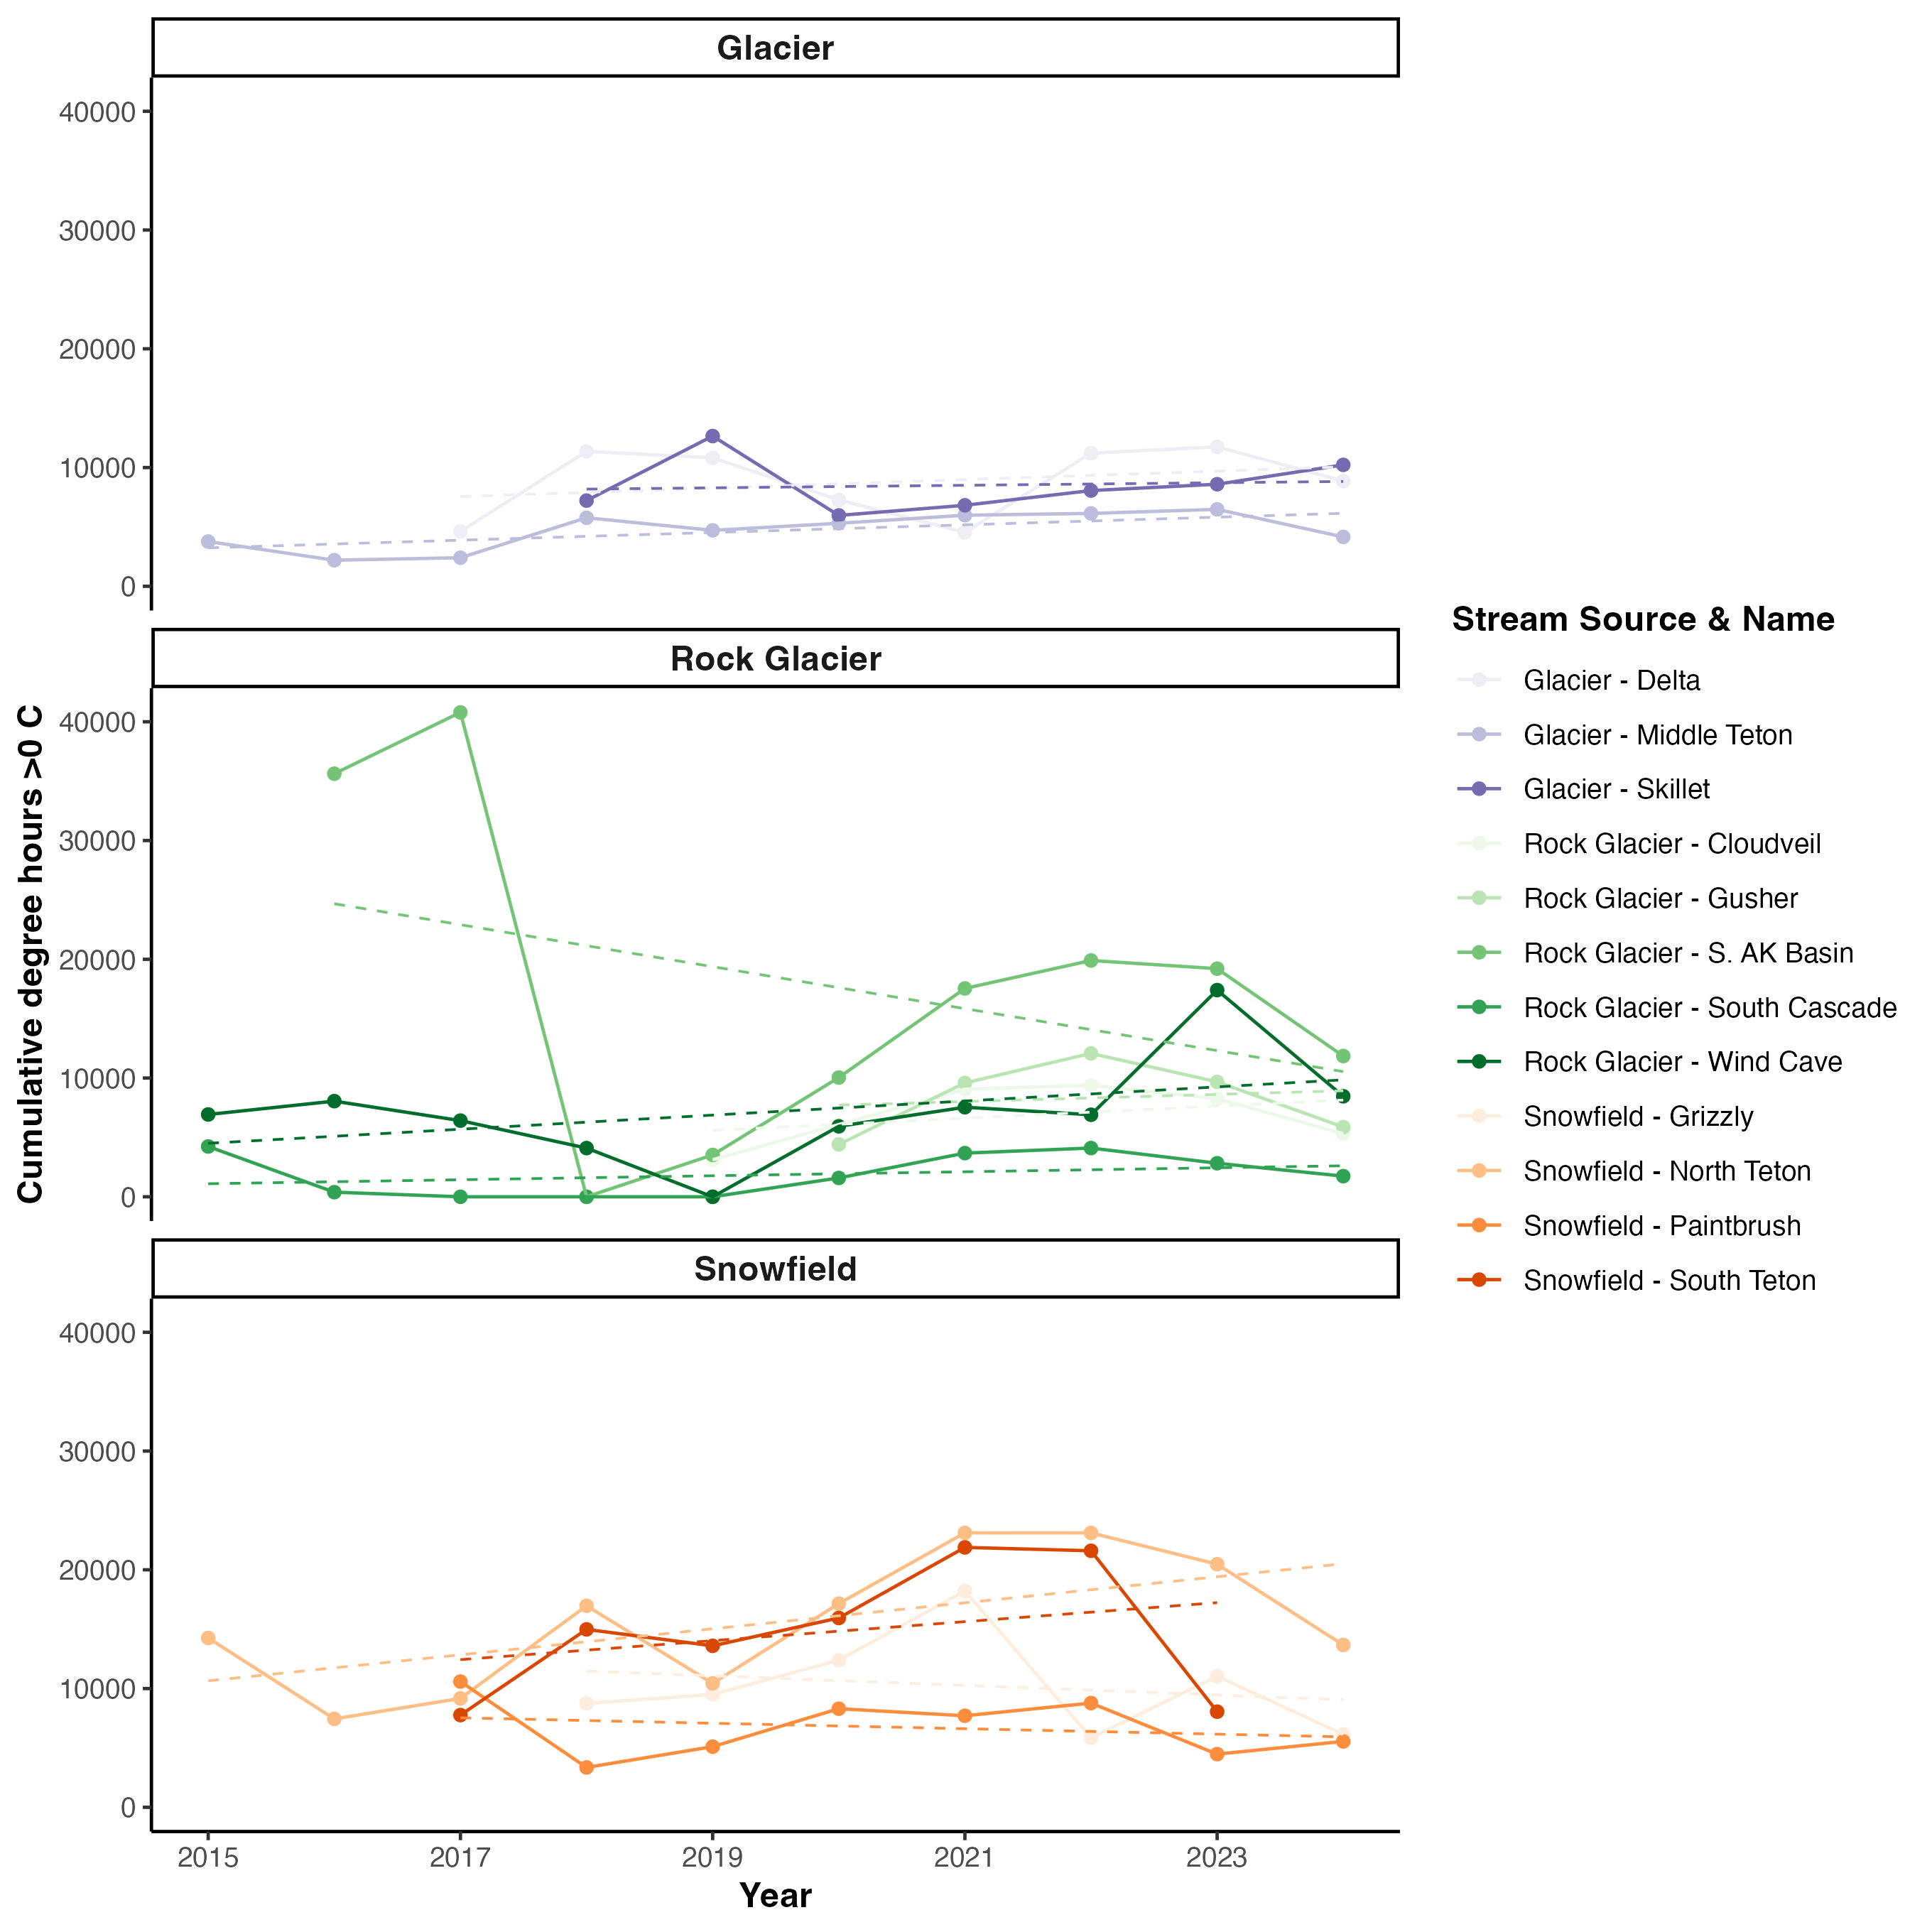 Glacier
40000
30000
20000
10000
0
Rock Glacier
40000
30000
20000
10000
0
Snowfield
40000
30000
20000
10000
0
2015 2017 2019 2021 2023
Year
Cumulative degree hours >0 C
Stream Source & Name
Glacier - Delta
Glacier - Middle Teton
Glacier - Skillet
Rock Glacier - Cloudveil
Rock Glacier - Gusher
Rock Glacier - S. AK Basin
Rock Glacier - South Cascade
Rock Glacier - Wind Cave
Snowfield - Grizzly
Snowfield - North Teton
Snowfield - Paintbrush
Snowfield - South Teton